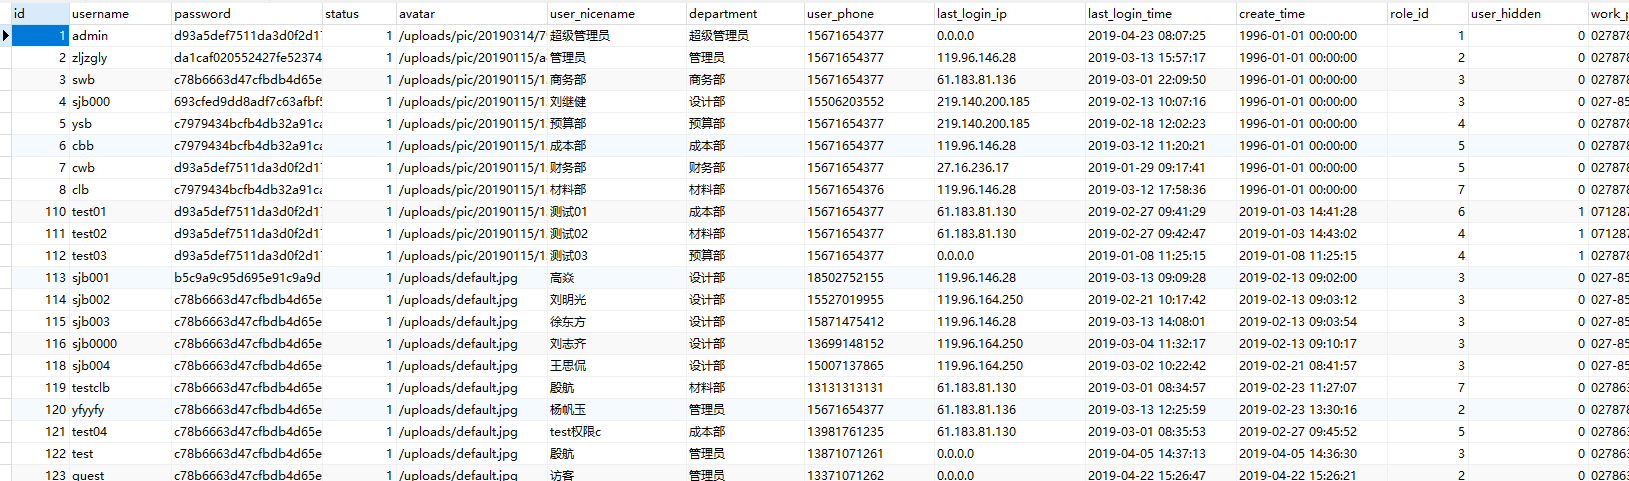 id username password status avatar user_nicename department user_phone last_login_ip last_login_time create_time role_id user_hidden work_p
1 admin d93a5def7511da3d0f2d17 1 /uploads/pic/20190314/7 超级管理员 超级管理员 15671654377 0.0.0.0 2019-04-23 08:07:25 1996-01-01 00:00:00 1 0 027878
2 zljzgly da1caf020552427fe52374 1 /uploads/pic/20190115/a 管理员 管理员 15671654377 119.96.146.28 2019-03-13 15:57:17 1996-01-01 00:00:00 2 0 027878
3 swb c78b6663d47cfbdb4d65e 1 /uploads/pic/20190115/1 商务部 商务部 15671654377 61.183.81.136 2019-03-01 22:09:50 1996-01-01 00:00:00 3 0 027878
4 sjb000 693cfed9dd8adf7c63afbf5 1 /uploads/pic/20190115/1 刘继健 设计部 15506203552 219.140.200.185 2019-02-13 10:07:16 1996-01-01 00:00:00 3 0 027-85
5 ysb c7979434bcfb4db32a91ca 1 /uploads/pic/20190115/1 预算部 预算部 15671654377 219.140.200.185 2019-02-18 12:02:23 1996-01-01 00:00:00 4 0 027878
6 cbb c7979434bcfb4db32a91ca 1 /uploads/pic/20190115/1 成本部 成本部 15671654377 119.96.146.28 2019-03-12 11:20:21 1996-01-01 00:00:00 5 0 027878
7 cwb d93a5def7511da3d0f2d17 1 /uploads/pic/20190115/1 财务部 财务部 15671654377 27.16.236.17 2019-01-29 09:17:41 1996-01-01 00:00:00 5 0 027878
8 clb c7979434bcfb4db32a91ca 1 /uploads/pic/20190115/1 材料部 材料部 15671654376 119.96.146.28 2019-03-12 17:58:36 1996-01-01 00:00:00 7 0 027878
110 test01 d93a5def7511da3d0f2d17 1 /uploads/pic/20190115/1 测试01 成本部 15671654377 61.183.81.130 2019-02-27 09:41:29 2019-01-03 14:41:28 6 1 071287
111 test02 d93a5def7511da3d0f2d17 1 /uploads/pic/20190115/1 测试02 材料部 15671654377 61.183.81.130 2019-02-27 09:42:47 2019-01-03 14:43:02 4 1 071287
112 test03 d93a5def7511da3d0f2d17 1 /uploads/pic/20190115/1 测试03 预算部 15671654377 0.0.0.0 2019-01-08 11:25:15 2019-01-08 11:25:15 4 1 027878
113 sjb001 b5c9a9c95d695e91c9a9d 1 /uploads/default.jpg 高焱 设计部 18502752155 119.96.146.28 2019-03-13 09:09:28 2019-02-13 09:02:00 3 0 027-85
114 sjb002 c78b6663d47cfbdb4d65e 1 /uploads/default.jpg 刘明光 设计部 15527019955 119.96.164.250 2019-02-21 10:17:42 2019-02-13 09:03:12 3 0 027-85
115 sjb003 c78b6663d47cfbdb4d65e 1 /uploads/default.jpg 徐东方 设计部 15871475412 119.96.146.28 2019-03-13 14:08:01 2019-02-13 09:03:54 3 0 027-85
116 sjb0000 c78b6663d47cfbdb4d65e 1 /uploads/default.jpg 刘志齐 设计部 13699148152 119.96.164.250 2019-03-04 11:32:17 2019-02-13 09:10:17 3 0 027-85
118 sjb004 c78b6663d47cfbdb4d65e 1 /uploads/default.jpg 王思侃 设计部 15007137865 119.96.164.250 2019-03-02 10:22:42 2019-02-21 08:41:57 3 0 027-85
119 testclb c78b6663d47cfbdb4d65e 1 /uploads/default.jpg 殷航 材料部 13131313131 61.183.81.130 2019-03-01 08:34:57 2019-02-23 11:27:07 7 0 027863
120 yfyyfy c78b6663d47cfbdb4d65e 1 /uploads/default.jpg 杨帆玉 管理员 15671654377 61.183.81.136 2019-03-13 12:25:59 2019-02-23 13:30:16 2 0 027878
121 test04 c78b6663d47cfbdb4d65e 1 /uploads/default.jpg test权限c 成本部 13981761235 61.183.81.130 2019-03-01 08:35:53 2019-02-27 09:45:52 5 0 027863
122 test c78b6663d47cfbdb4d65e 1 /uploads/default.jpg 殷航 管理员 13871071261 0.0.0.0 2019-04-05 14:37:13 2019-04-05 14:36:30 3 0 027863
123 guest c78b6663d47cfbdb4d65e 1 /uploads/default.jpg 访客 管理员 13371071262 0.0.0.0 2019-04-22 15:26:47 2019-04-22 15:26:21 2 0 027863